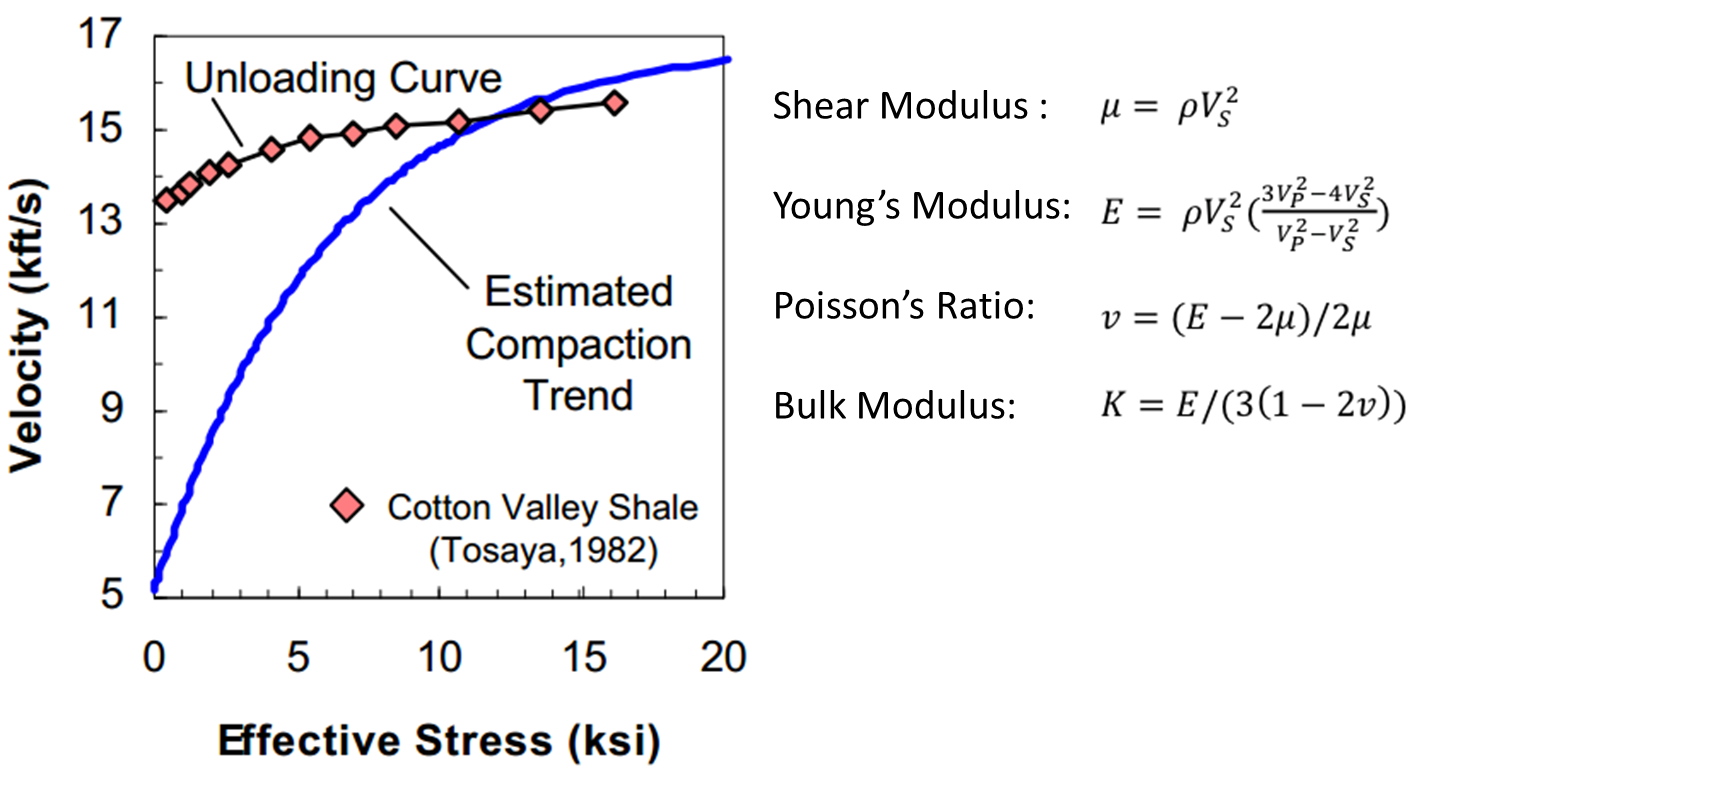 17
15
13
11
9
7
5
Velocity (kft/s)
Unloading Curve
Estimated
Compaction
Trend
Cotton Valley Shale
(Tosaya,1982)
0 5 10 15 20
Effective Stress (ksi)
Shear Modulus : μ = ρV_S^2
Young’s Modulus: E = ρV_S^2(\frac{3V_P^2−4V_S^2}{V_P^2−V_S^2})
Poisson’s Ratio: v = (E − 2μ)/2μ
Bulk Modulus: K = E/(3(1 − 2v))